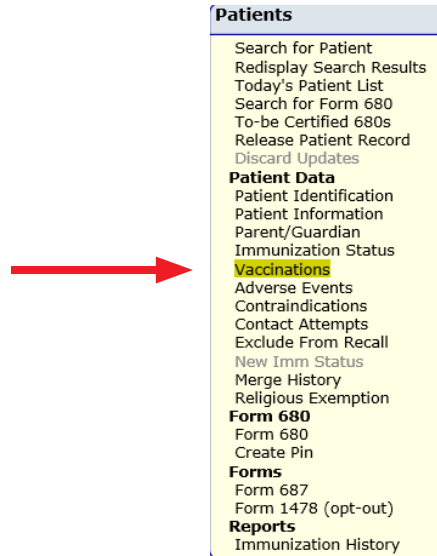 Patients
Search for Patient
Redisplay Search Results
Today's Patient List
Search for Form 680
To-be Certified 680s
Release Patient Record
Discard Updates
Patient Data
Patient Identification
Patient Information
Parent/Guardian
Immunization Status
Vaccinations
Adverse Events
Contraindications
Contact Attempts
Exclude From Recall
New Imm Status
Merge History
Religious Exemption
Form 680
Form 680
Create Pin
Forms
Form 687
Form 1478 (opt-out)
Reports
Immunization History